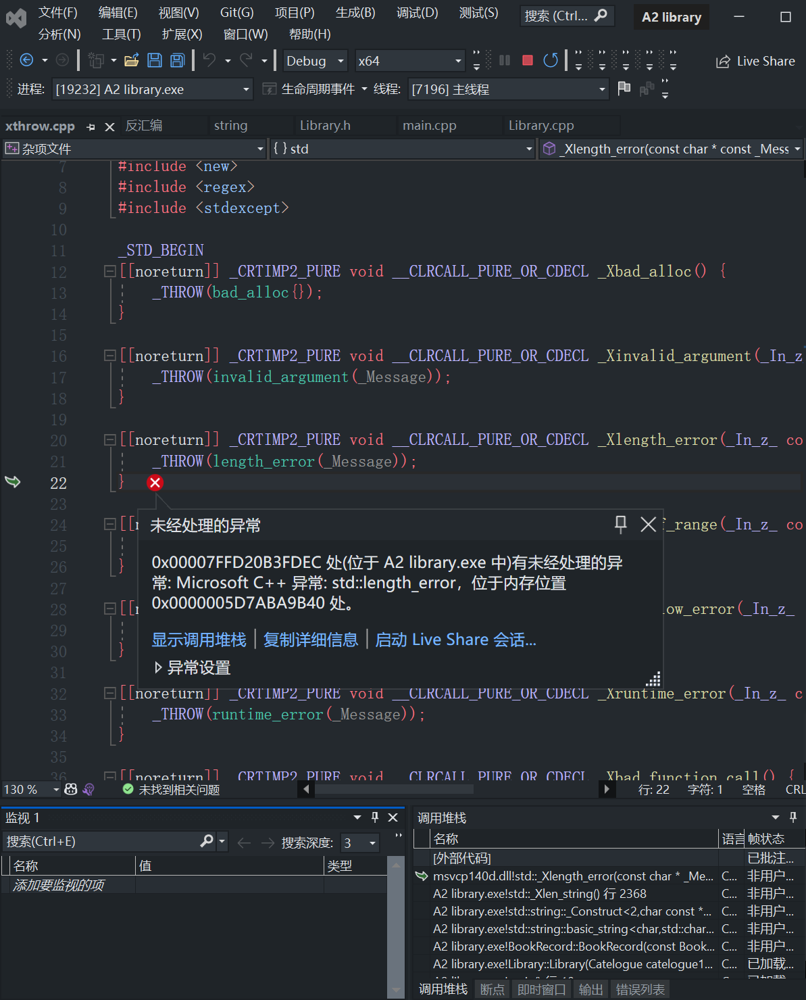 文件(F) 编辑(E) 视图(V) Git(G) 项目(P) 生成(B) 调试(D) 测试(S) 搜索 (Ctrl... A2 library
分析(N) 工具(T) 扩展(X) 窗口(W) 帮助(H)
Debug x64 Live Share
进程: [19232] A2 library.exe 生命周期事件 线程: [7196] 主线程
xthrow.cpp 反汇编 string Library.h main.cpp Library.cpp
杂项文件 { } std _Xlength_error(const char * const _Mess
7 #include <new>
8 #include <regex>
9 #include <stdexcept>
10
11 _STD_BEGIN
12 [[noreturn]] _CRTIMP2_PURE void __CLRCALL_PURE_OR_CDECL _Xbad_alloc() {
13 _THROW(bad_alloc{});
14 }
15
16 [[noreturn]] _CRTIMP2_PURE void __CLRCALL_PURE_OR_CDECL _Xinvalid_argument(_In_z
17 _THROW(invalid_argument(_Message));
18 }
19
20 [[noreturn]] _CRTIMP2_PURE void __CLRCALL_PURE_OR_CDECL _Xlength_error(_In_z_ co
21 _THROW(length_error(_Message));
22 }
23
24 [[n f_range(_In_z_ co
25
26 }
27
28 [[n low_error(_In_z_
29
30 }
31
32 [[noreturn]] _CRTIMP2_PURE void __CLRCALL_PURE_OR_CDECL _Xruntime_error(_In_z_ c
33 _THROW(runtime_error(_Message));
34 }
35
36 [[noreturn]] _CRTIMP2_PURE void __CLRCALL_PURE_OR_CDECL _Xbad_function_call() {
未经处理的异常
0x00007FFD20B3FDEC 处(位于 A2 library.exe 中)有未经处理的异
常: Microsoft C++ 异常: std::length_error，位于内存位置
0x0000005D7ABA9B40 处。
显示调用堆栈 | 复制详细信息 | 启动 Live Share 会话...
异常设置
130 % 未找到相关问题 行: 22 字符: 1 空格 CRL
监视 1
搜索(Ctrl+E) 搜索深度: 3
名称 值 类型
添加要监视的项
调用堆栈
名称 语言 帧状态
[外部代码] 已批注...
msvcp140d.dll!std::_Xlength_error(const char * _Me... C... 非用户...
A2 library.exe!std::_Xlen_string() 行 2368 C... 非用户...
A2 library.exe!std::string::_Construct<2,char const *... C... 非用户...
A2 library.exe!std::string::basic_string<char,std::char... C... 非用户...
A2 library.exe!BookRecord::BookRecord(const Book... C... 非用户...
A2 library.exe!Library::Library(Catelogue catelogue1... C... 已加载...
调用堆栈 断点 即时窗口 输出 错误列表